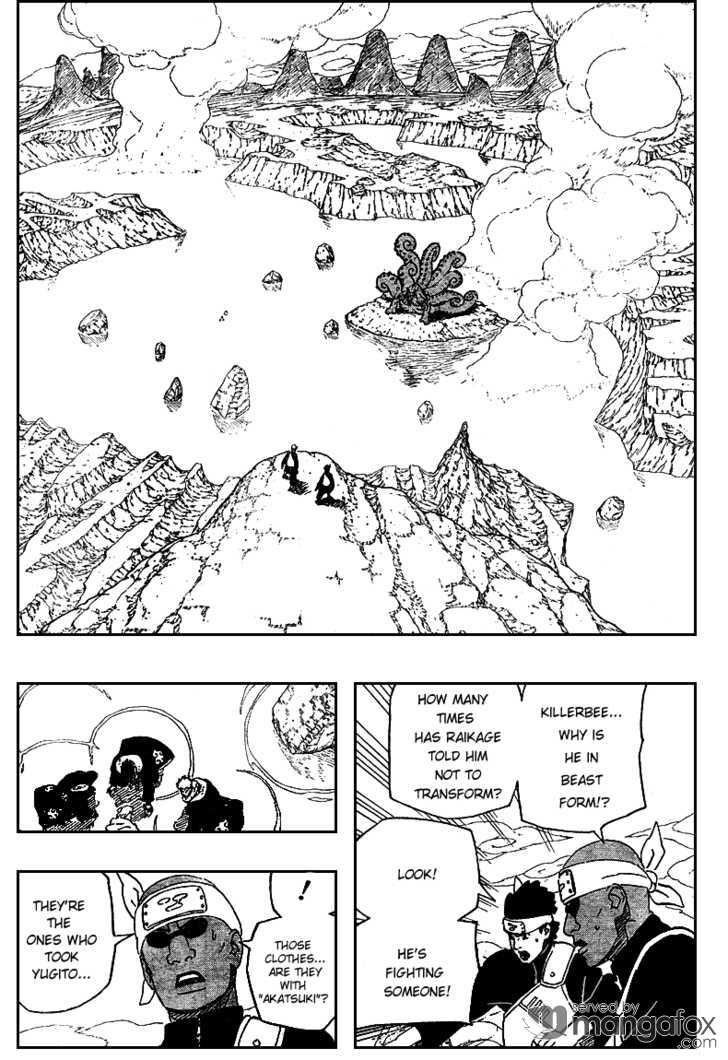 KILLERBEE...
WHY IS
HE IN
BEAST
FORM!?
HOW MANY
TIMES
HAS RAIKAGE
TOLD HIM
NOT TO
TRANSFORM?
LOOK!
HE'S
FIGHTING
SOMEONE!
!
THOSE
CLOTHES...
ARE THEY
WITH
"AKATSUKI"?
THEY'RE
THE
ONES WHO
TOOK
YUGITO...
served by
mangafox
.com